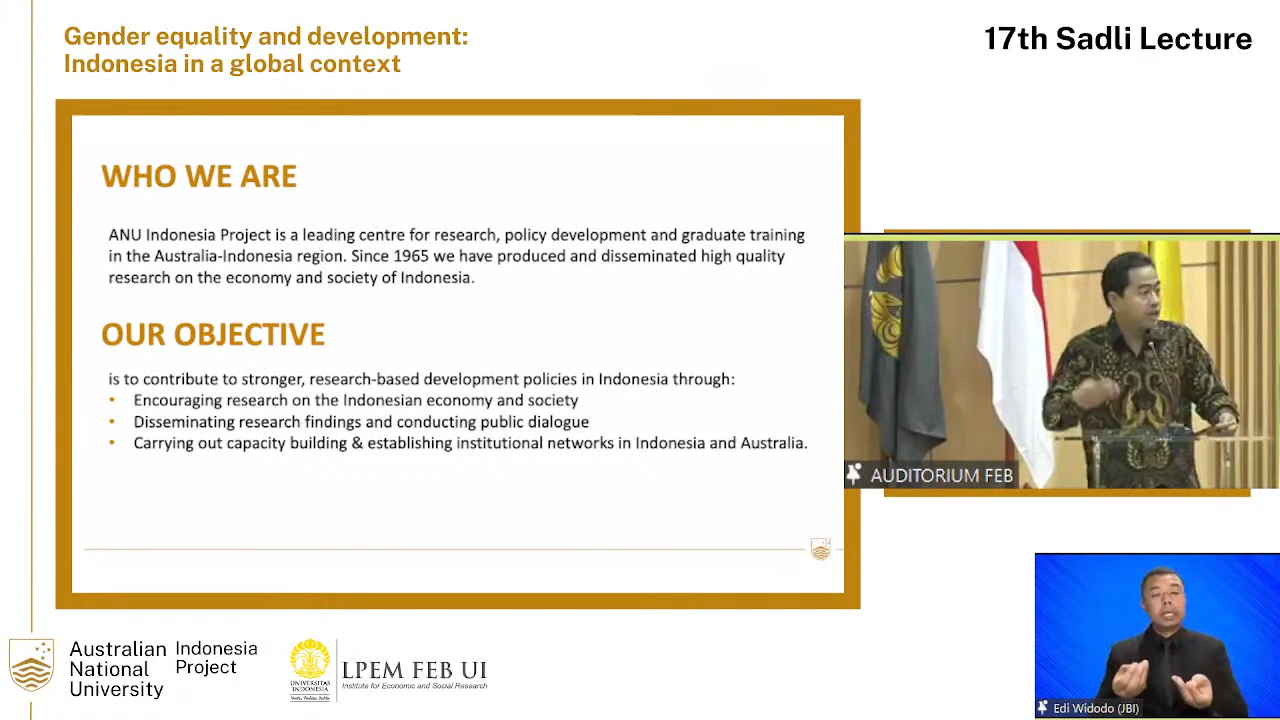 Gender equality and development:
Indonesia in a global context
17th Sadli Lecture
WHO WE ARE
ANU Indonesia Project is a leading centre for research, policy development and graduate training
in the Australia-Indonesia region. Since 1965 we have produced and disseminated high quality
research on the economy and society of Indonesia.
OUR OBJECTIVE
is to contribute to stronger, research-based development policies in Indonesia through:
• Encouraging research on the Indonesian economy and society
• Disseminating research findings and conducting public dialogue
• Carrying out capacity building & establishing institutional networks in Indonesia and Australia.
AUDITORIUM FEB
Edi Widodo (JBI)
Australian
National
University
Indonesia
Project
UNIVERSITAS
INDONESIA
LPEM FEB UI
Institute for Economic and Social Research